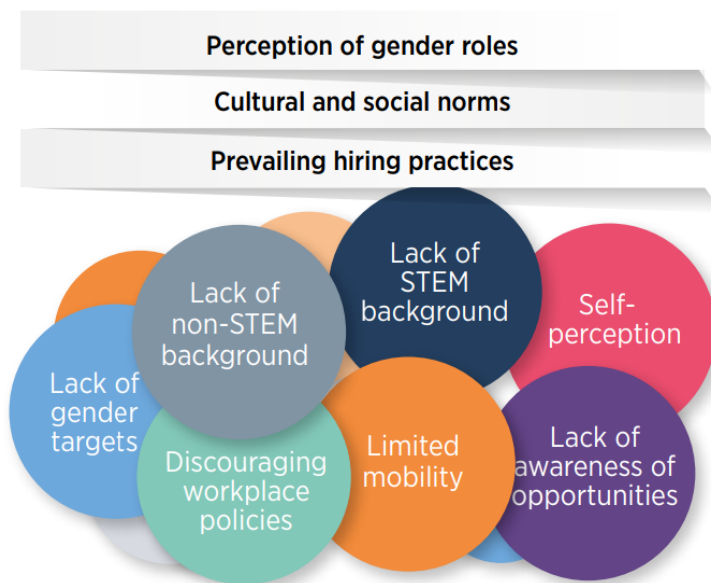 Perception of gender roles
Cultural and social norms
Prevailing hiring practices
Lack of
STEM
background
Lack of
non-STEM
background
Self-
perception
Lack of
gender
targets
Discouraging
workplace
policies
Limited
mobility
Lack of
awareness of
opportunities